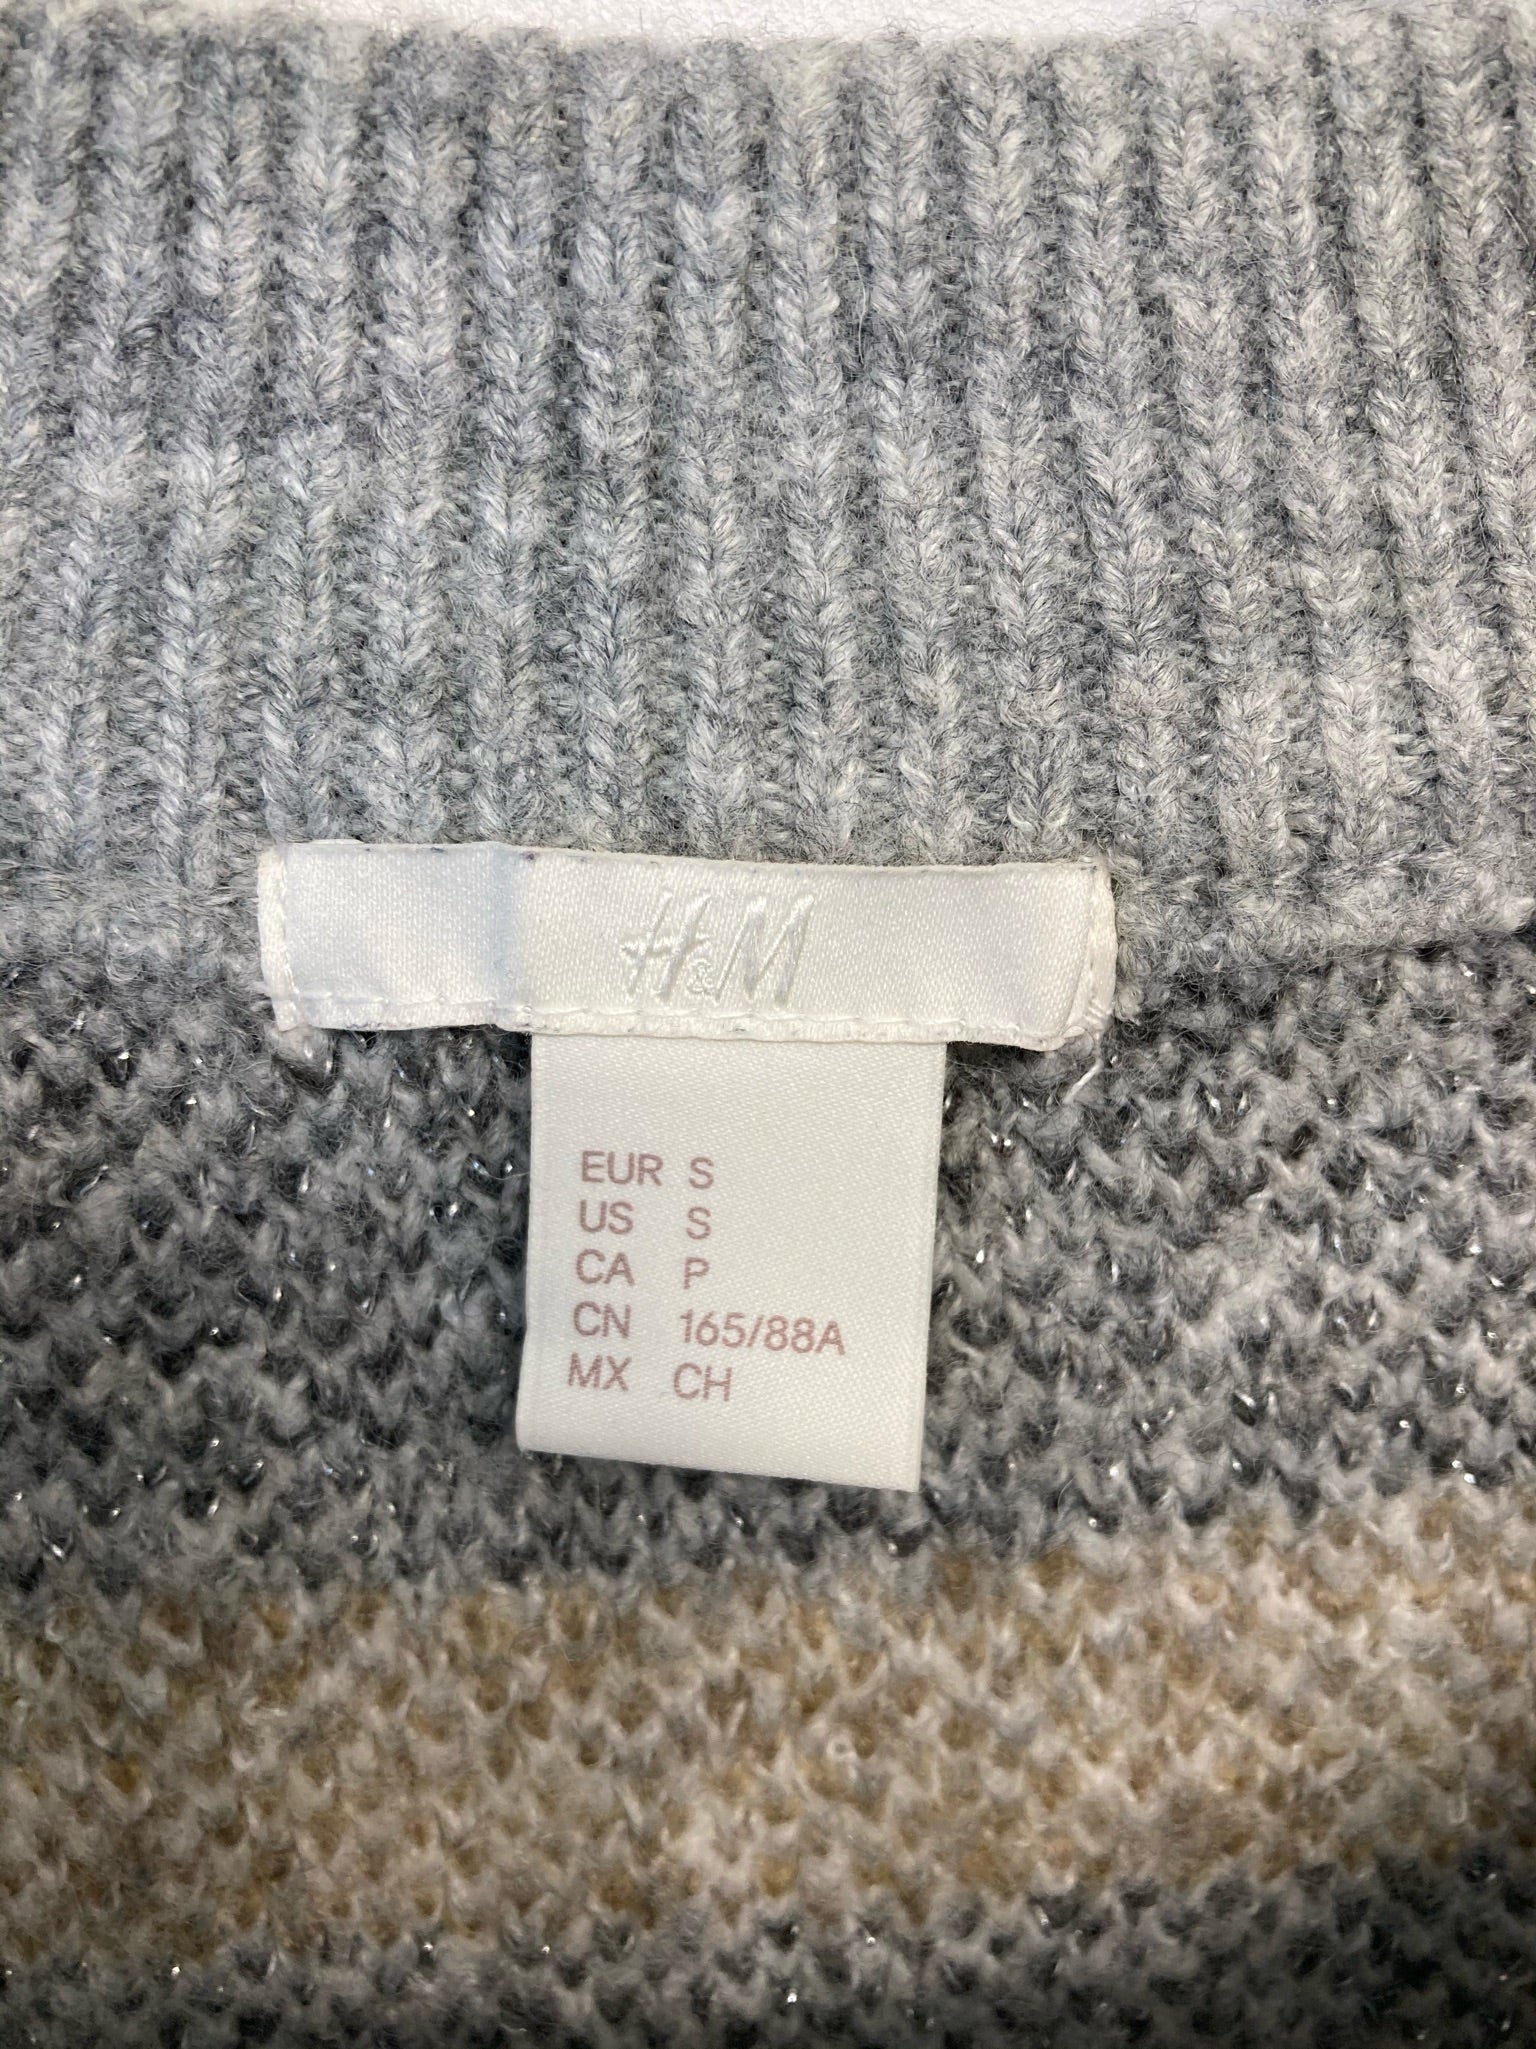 H&M
EUR S
US S
CA P
CN 165/88A
MX CH